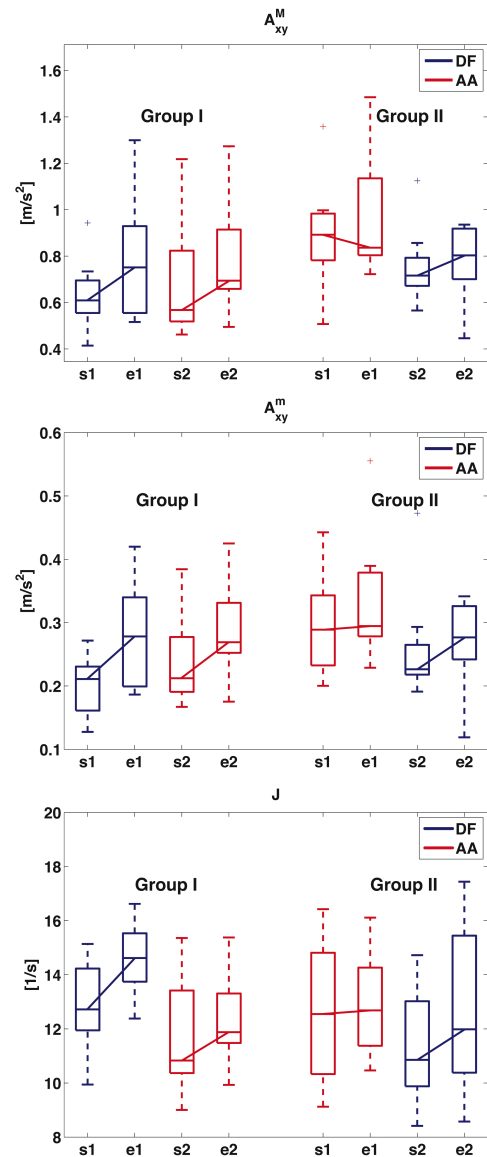 A_xy^M
[m/s²]
1.6
1.4
1.2
1
0.8
0.6
0.4
Group I
Group II
DF
AA
s1 e1 s2 e2 s1 e1 s2 e2
A_xy^m
[m/s²]
0.6
0.5
0.4
0.3
0.2
0.1
Group I
Group II
DF
AA
s1 e1 s2 e2 s1 e1 s2 e2
J
[1/s]
20
18
16
14
12
10
8
Group I
Group II
DF
AA
s1 e1 s2 e2 s1 e1 s2 e2